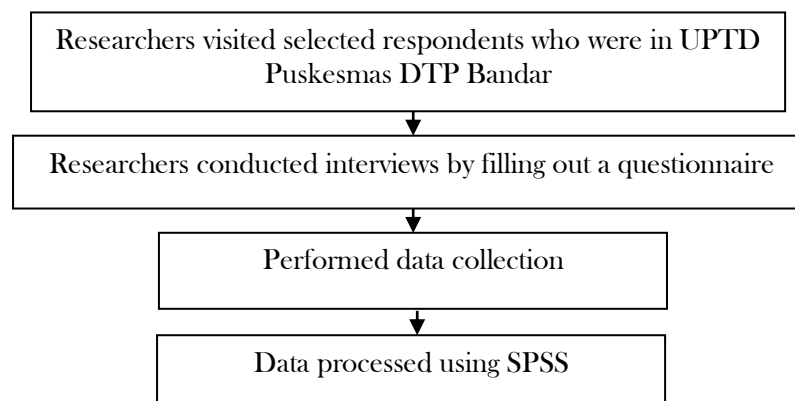 Researchers visited selected respondents who were in UPTD
Puskesmas DTP Bandar
Researchers conducted interviews by filling out a questionnaire
Performed data collection
Data processed using SPSS